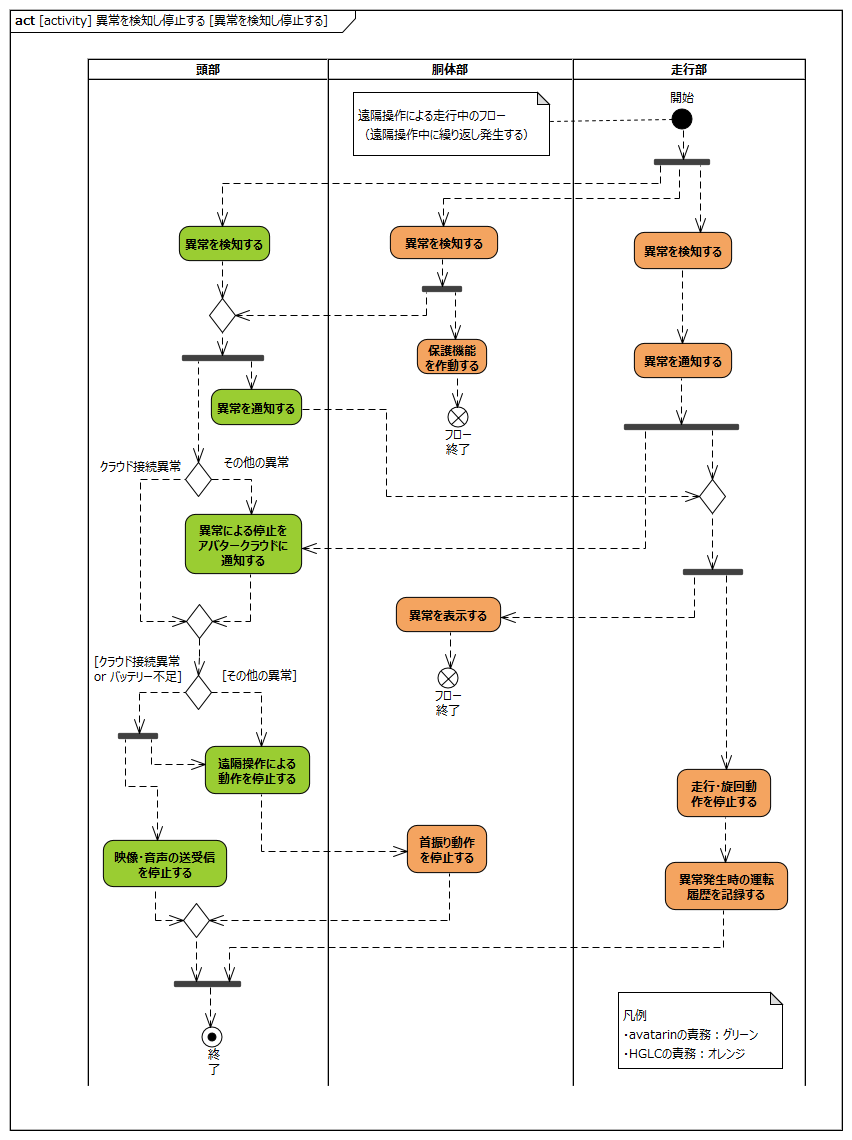 act [activity] 異常を検知し停止する [異常を検知し停止する]
頭部
胴体部
走行部
遠隔操作による走行中のフロー
（遠隔操作中に繰り返し発生する）
開始
異常を検知する
異常を検知する
異常を検知する
保護機能
を作動する
異常を通知する
異常を通知する
フロー
終了
クラウド接続異常
その他の異常
異常による停止を
アバタークラウドに
通知する
異常を表示する
[クラウド接続異常
or バッテリー不足]
[その他の異常]
フロー
終了
遠隔操作による
動作を停止する
走行・旋回動
作を停止する
映像・音声の送受信
を停止する
首振り動作
を停止する
異常発生時の運転
履歴を記録する
終
了
凡例
・avatarinの責務：グリーン
・HGLCの責務：オレンジ